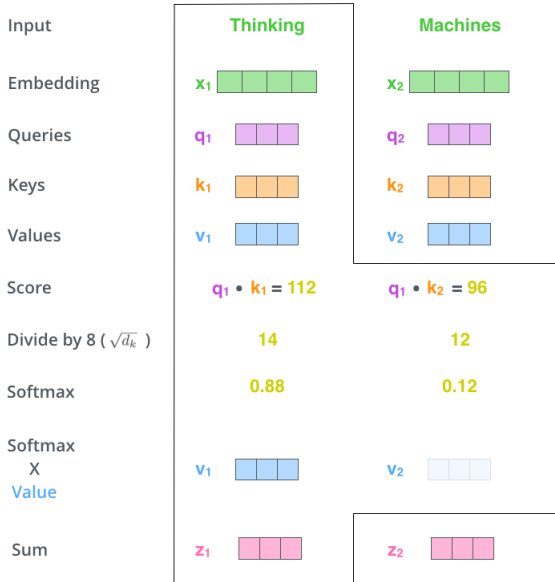 Input Thinking Machines
Embedding x₁ x₂
Queries q₁ q₂
Keys k₁ k₂
Values v₁ v₂
Score q₁ • k₁ = 112 q₁ • k₂ = 96
Divide by 8 ( √dₖ ) 14 12
Softmax 0.88 0.12
Softmax
X v₁ v₂
Value
Sum z₁ z₂